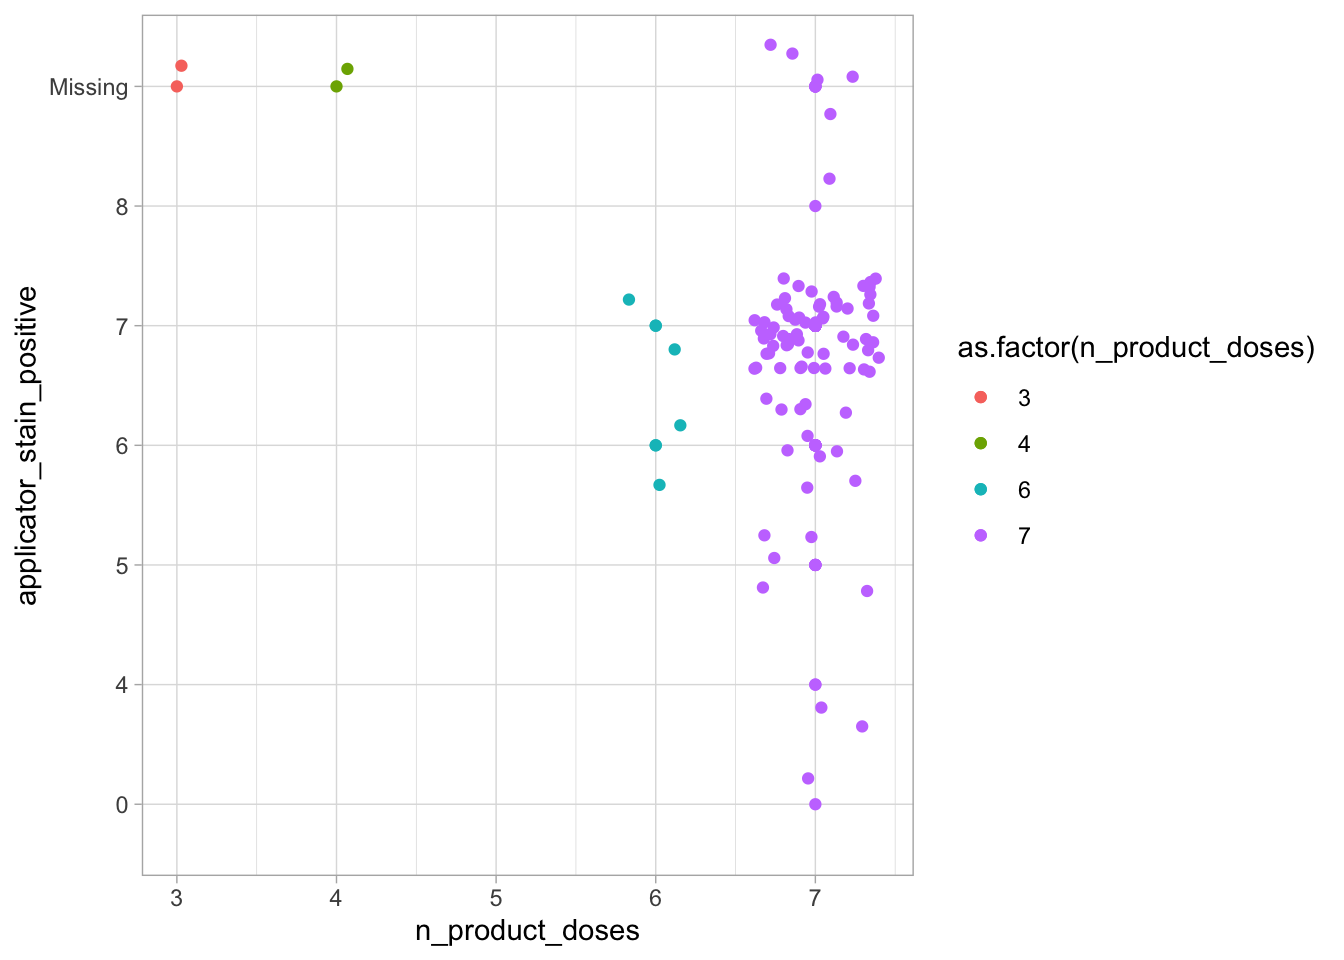 Missing
8
7
6
5
4
0
applicator_stain_positive
3 4 5 6 7
n_product_doses
as.factor(n_product_doses)
3
4
6
7